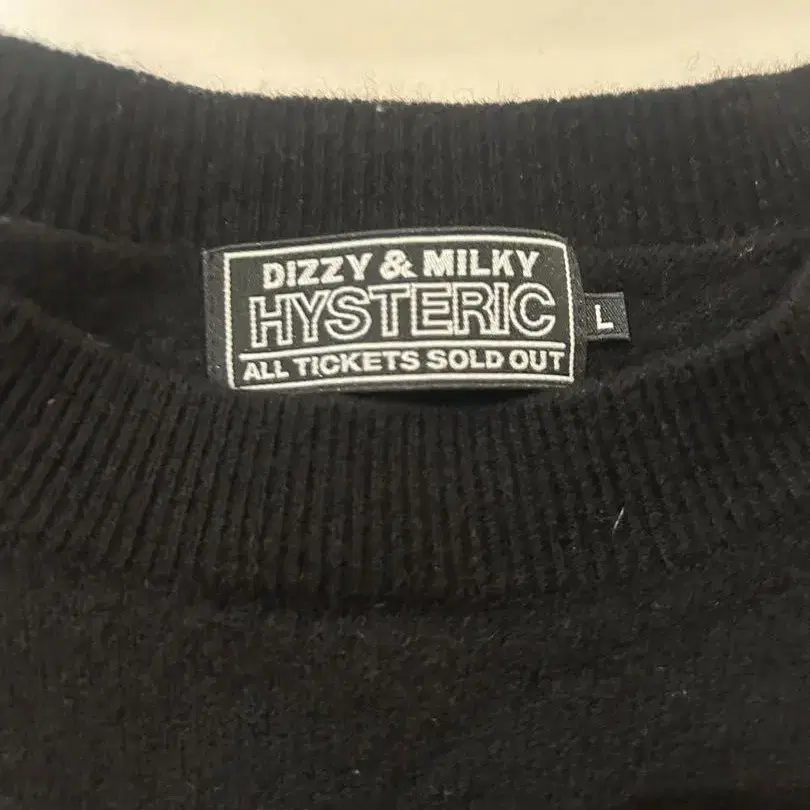 DIZZY & MILKY
HYSTERIC
ALL TICKETS SOLD OUT
L